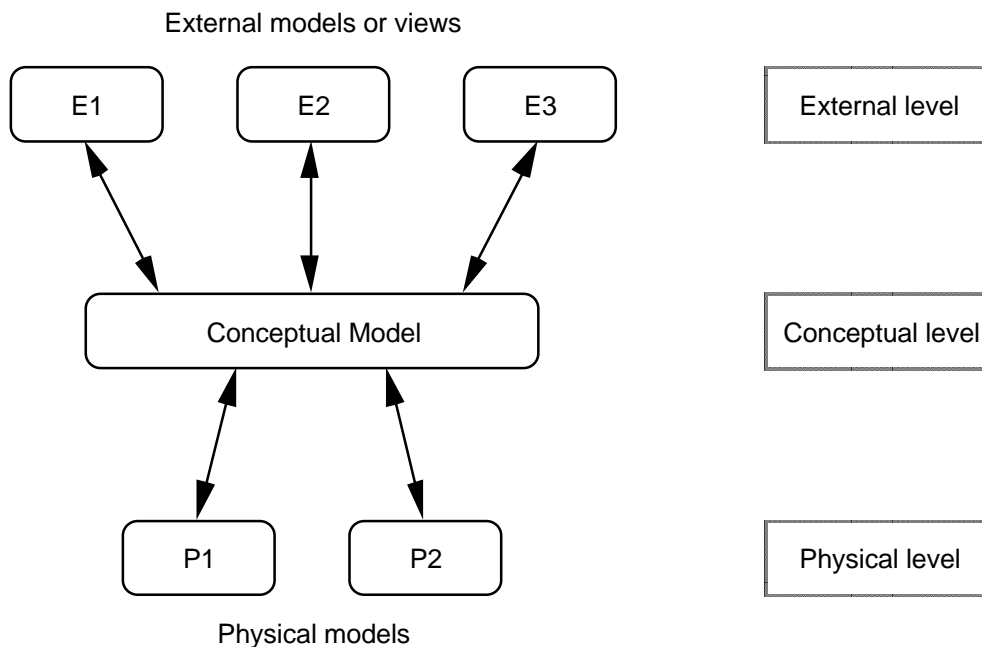 External models or views
E1
E2
E3
External level
Conceptual Model
Conceptual level
P1
P2
Physical level
Physical models